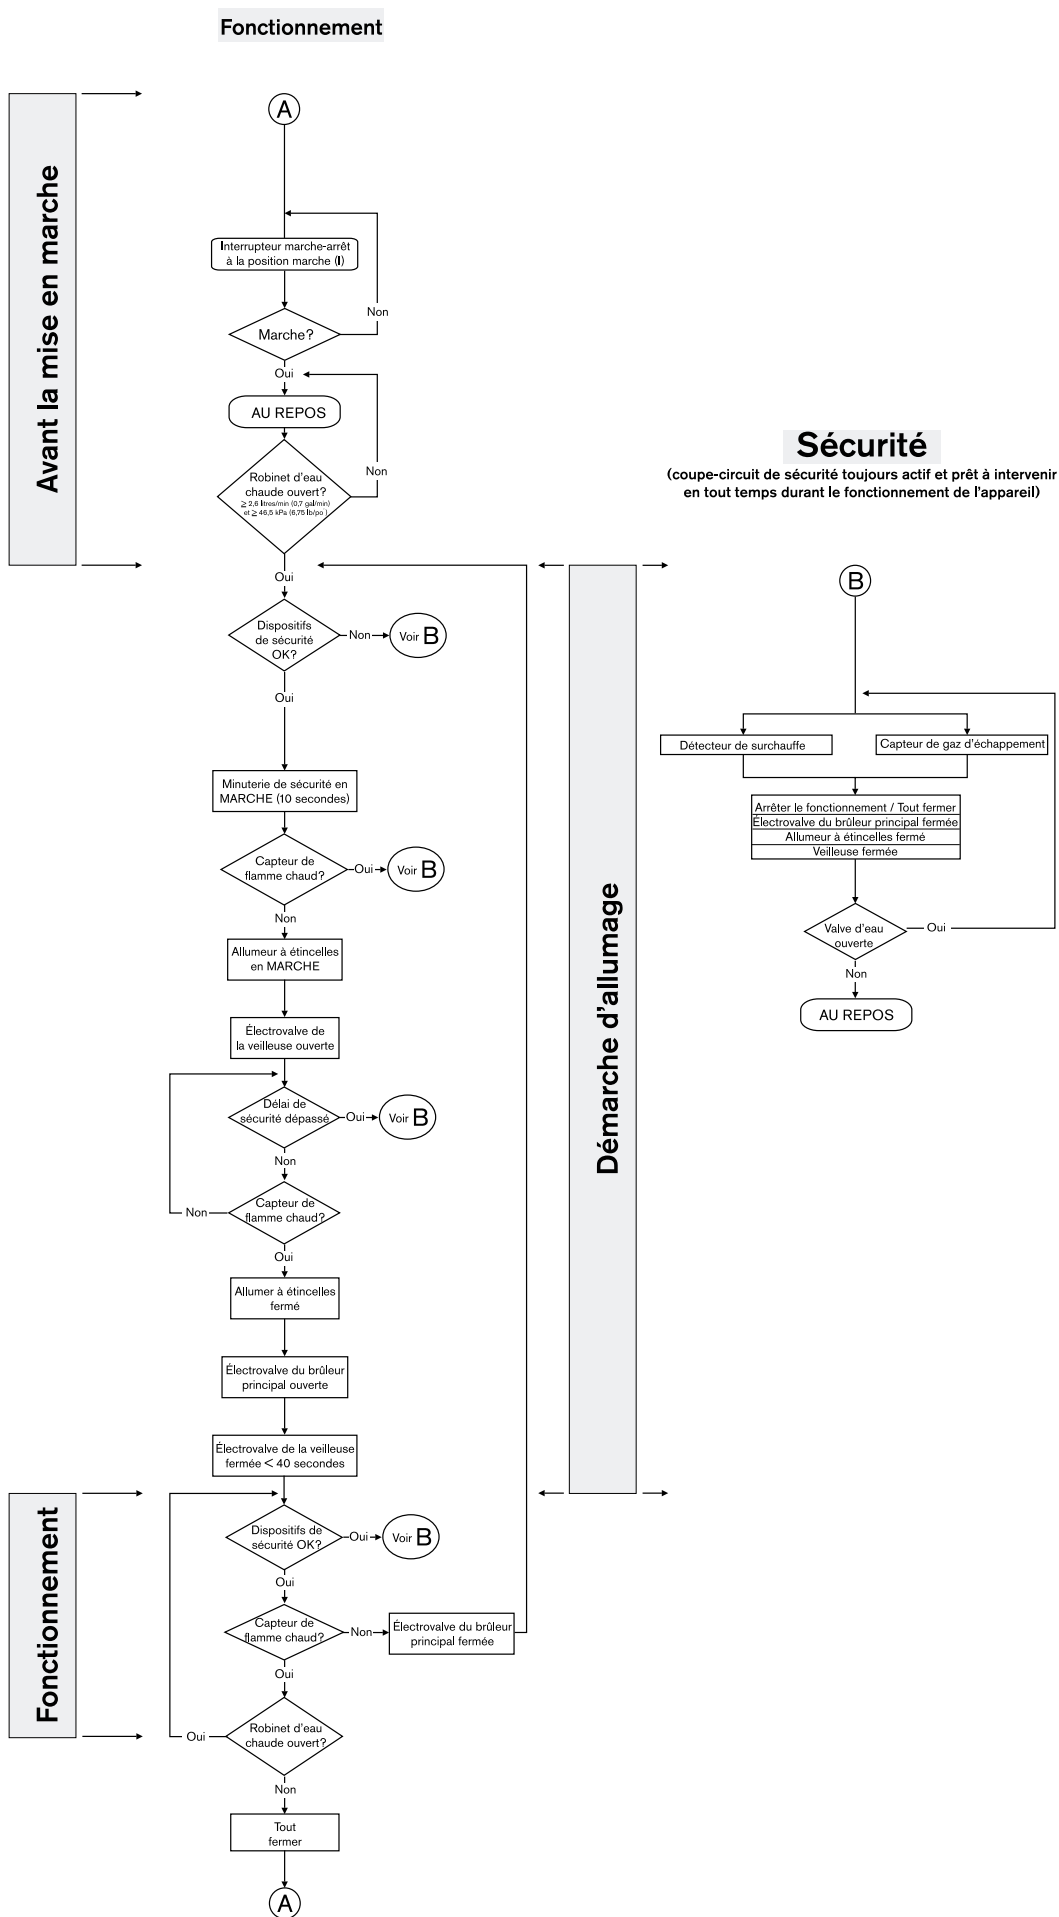 Fonctionnement
Avant la mise en marche
A
Interrupteur marche-arrêt
à la position marche (I)
Non
Marche?
Oui
AU REPOS
Non
Robinet d'eau
chaude ouvert?
≥ 2,6 litres/min (0,7 gal/min)
et ≥ 46,5 kPa (6,75 lb/po
Oui
Dispositifs
de sécurité
OK?
Non
Voir B
Oui
Minuterie de sécurité en
MARCHE (10 secondes)
Capteur de
flamme chaud?
Oui
Voir B
Non
Allumeur à étincelles
en MARCHE
Électrovalve de
la veilleuse ouverte
Délai de
sécurité dépassé
Oui
Voir B
Non
Capteur de
flamme chaud?
Non
Oui
Allumer à étincelles
fermé
Électrovalve du brûleur
principal ouverte
Électrovalve de la veilleuse
fermée < 40 secondes
Fonctionnement
Dispositifs de
sécurité OK?
Oui
Voir B
Oui
Capteur de
flamme chaud?
Non
Électrovalve du brûleur
principal fermée
Oui
Robinet d'eau
chaude ouvert?
Oui
Non
Tout
fermer
A
Démarche d'allumage
Sécurité
(coupe-circuit de sécurité toujours actif et prêt à intervenir
en tout temps durant le fonctionnement de l'appareil)
B
Détecteur de surchauffe
Capteur de gaz d'échappement
Arrêter le fonctionnement / Tout fermer
Électrovalve du brûleur principal fermée
Allumeur à étincelles fermé
Veilleuse fermée
Valve d'eau
ouverte
Oui
Non
AU REPOS